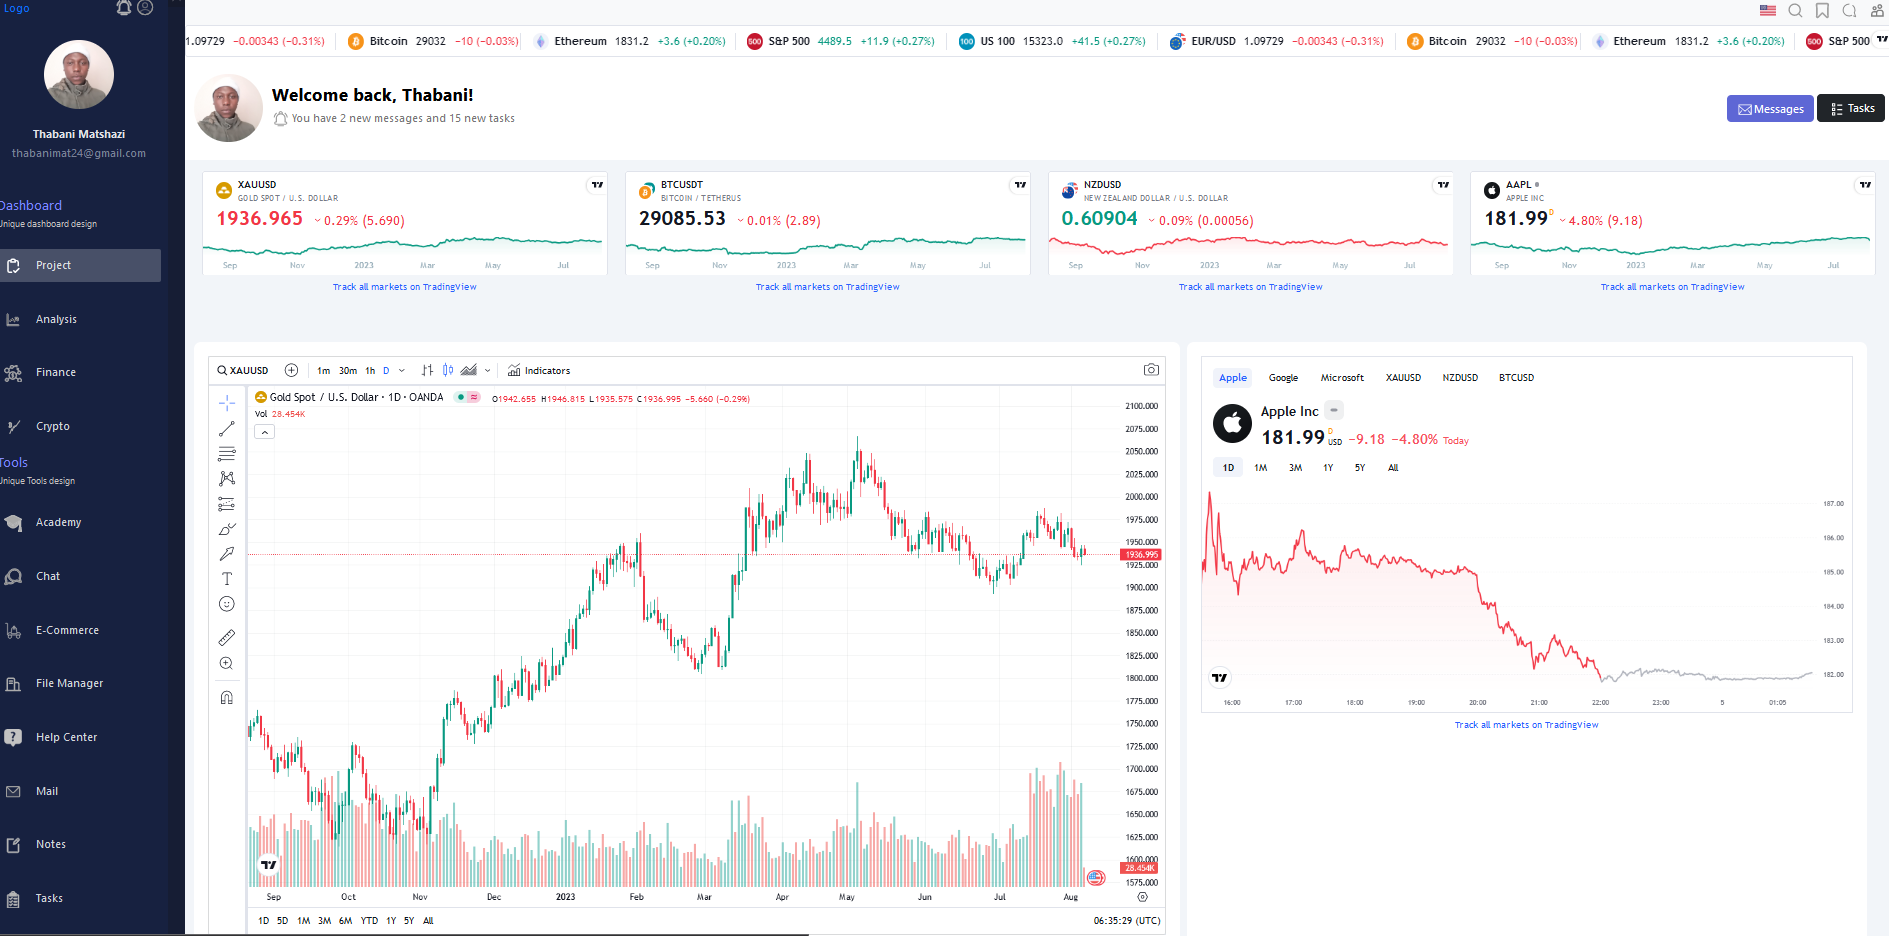 Logo
Thabani Matshazi
thabanimat24@gmail.com
Dashboard
Unique dashboard design
Project
Analysis
Finance
Crypto
Tools
Unique Tools design
Academy
Chat
E-Commerce
File Manager
Help Center
Mail
Notes
Tasks
1.09729 −0.00343 (−0.31%) Bitcoin 29032 −10 (−0.03%) Ethereum 1831.2 +3.6 (+0.20%) 500 S&P 500 4489.5 +11.9 (+0.27%) 100 US 100 15323.0 +41.5 (+0.27%) EUR/USD 1.09729 −0.00343 (−0.31%) Bitcoin 29032 −10 (−0.03%) Ethereum 1831.2 +3.6 (+0.20%) 500 S&P 500
Welcome back, Thabani!
You have 2 new messages and 15 new tasks
Messages
Tasks
XAUUSD
GOLD SPOT / U.S. DOLLAR
1936.965 0.29% (5.690)
Sep Nov 2023 Mar May Jul
Track all markets on TradingView
BTCUSDT
BITCOIN / TETHERUS
29085.53 0.01% (2.89)
Sep Nov 2023 Mar May Jul
Track all markets on TradingView
NZDUSD
NEW ZEALAND DOLLAR / U.S. DOLLAR
0.60904 0.09% (0.00056)
Sep Nov 2023 Mar May Jul
Track all markets on TradingView
AAPL
APPLE INC
181.99 D 4.80% (9.18)
Sep Nov 2023 Mar May Jul
Track all markets on TradingView
XAUUSD 1m 30m 1h D Indicators
Gold Spot / U.S. Dollar · 1D · OANDA O1942.655 H1946.815 L1935.575 C1936.995 −5.660 (−0.29%)
Vol 28.454K
2100.000
2075.000
2050.000
2025.000
2000.000
1975.000
1950.000
1936.995
1925.000
1900.000
1875.000
1850.000
1825.000
1800.000
1775.000
1750.000
1725.000
1700.000
1675.000
1650.000
1625.000
1600.000
28.454K
1575.000
Sep Oct Nov Dec 2023 Feb Mar Apr May Jun Jul Aug
1D 5D 1M 3M 6M YTD 1Y 5Y All 06:35:29 (UTC)
Apple Google Microsoft XAUUSD NZDUSD BTCUSD
Apple Inc
181.99 D USD −9.18 −4.80% Today
1D 1M 3M 1Y 5Y All
187.00
186.00
185.00
184.00
183.00
182.00
16:00 17:00 18:00 19:00 20:00 21:00 22:00 23:00 5 01:05
Track all markets on TradingView